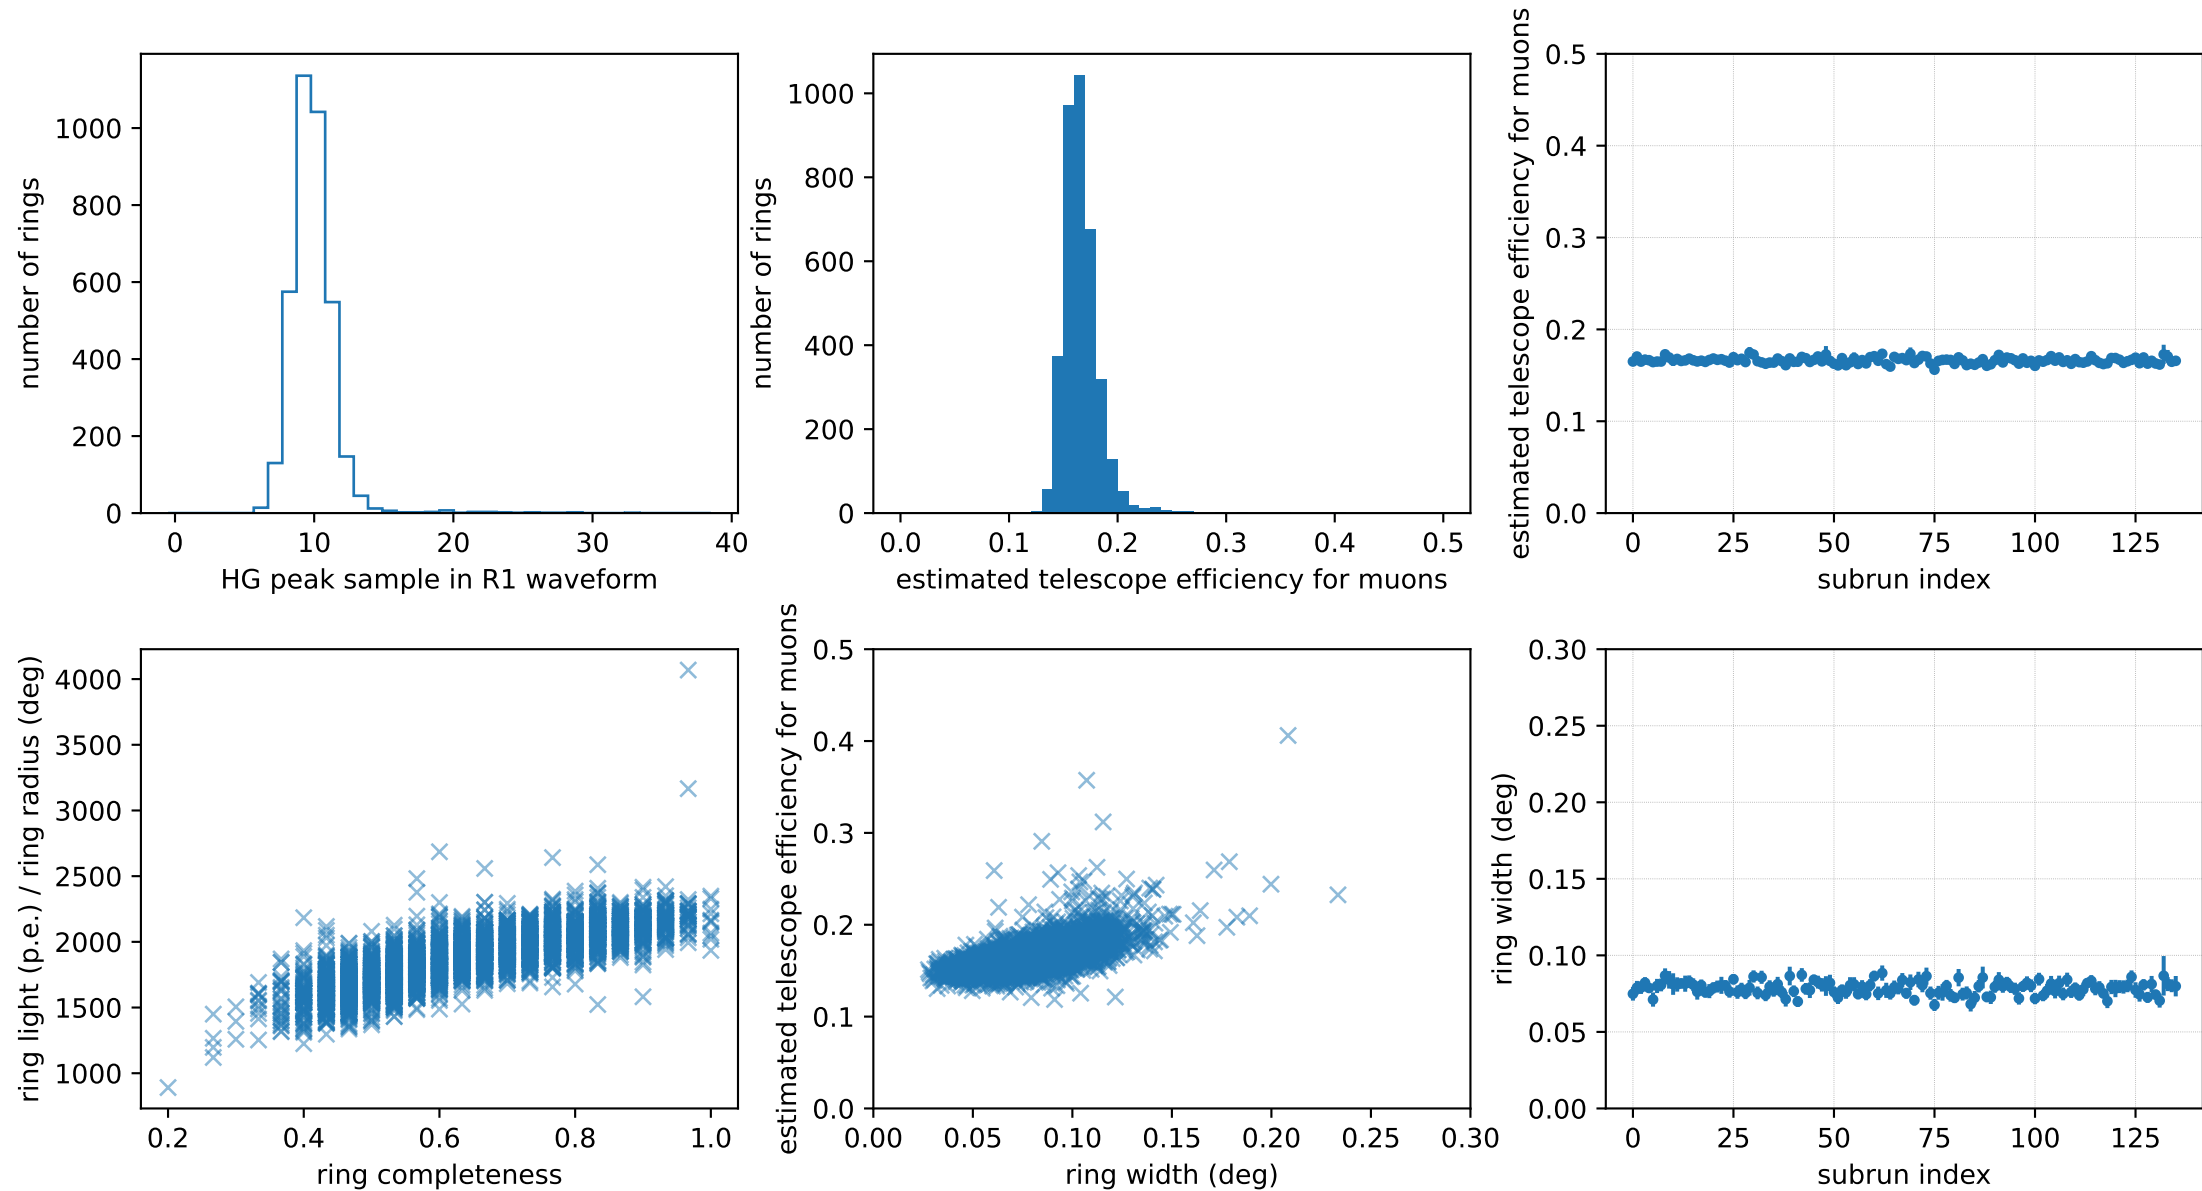 number of rings
1000
800
600
400
200
0
0 10 20 30 40
HG peak sample in R1 waveform
number of rings
1000
800
600
400
200
0
0.0 0.1 0.2 0.3 0.4 0.5
estimated telescope efficiency for muons
estimated telescope efficiency for muons
0.5
0.4
0.3
0.2
0.1
0.0
0 25 50 75 100 125
subrun index
ring light (p.e.) / ring radius (deg)
4000
3500
3000
2500
2000
1500
1000
0.2 0.4 0.6 0.8 1.0
ring completeness
estimated telescope efficiency for muons
0.5
0.4
0.3
0.2
0.1
0.0
0.00 0.05 0.10 0.15 0.20 0.25 0.30
ring width (deg)
ring width (deg)
0.30
0.25
0.20
0.15
0.10
0.05
0.00
0 25 50 75 100 125
subrun index